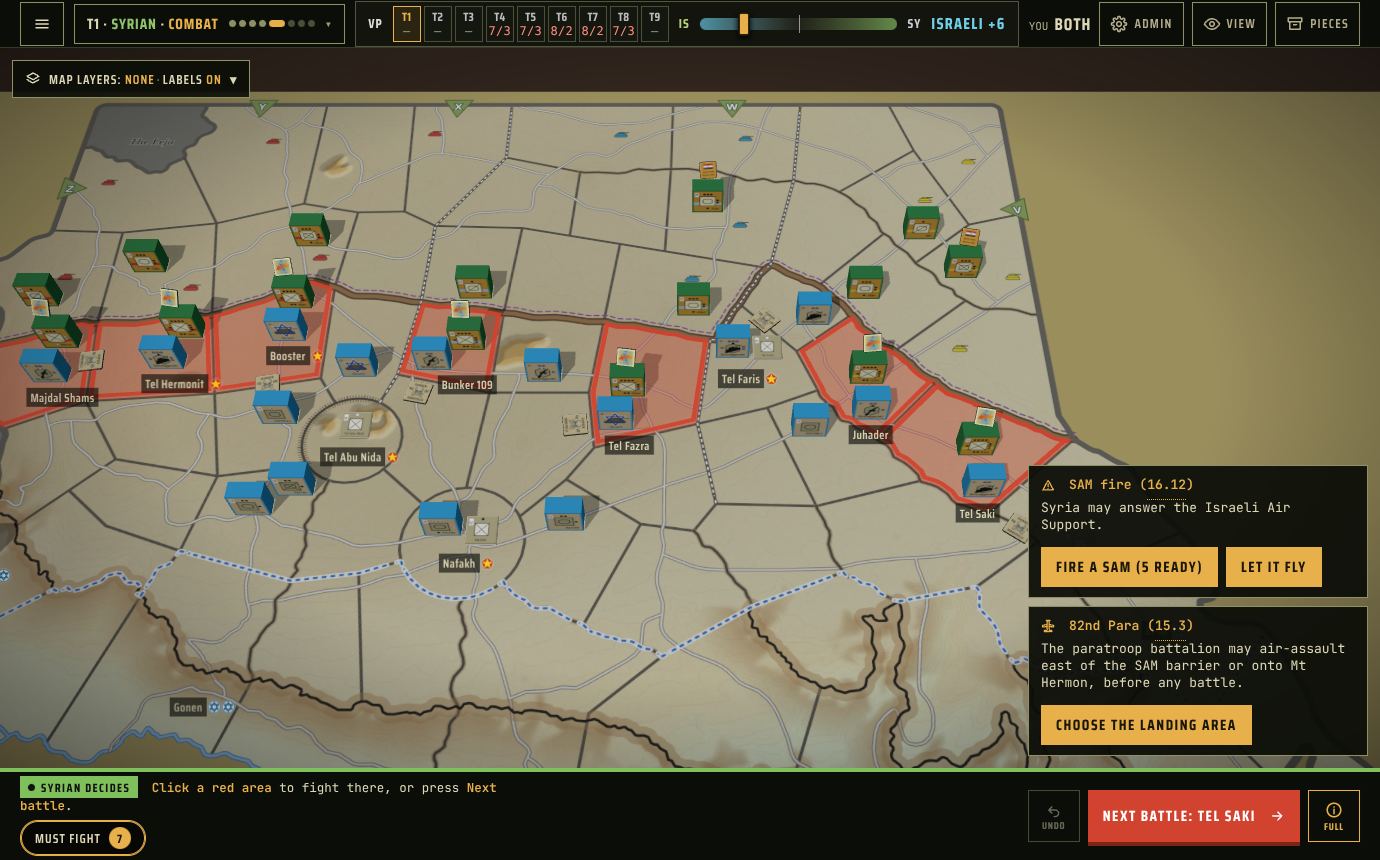 T1 · SYRIAN · COMBAT
VP
T1 –
T2 –
T3 –
T4 7/3
T5 7/3
T6 8/2
T7 8/2
T8 7/3
T9 –
IS
SY
ISRAELI +6
YOU BOTH
ADMIN
VIEW
PIECES
MAP LAYERS: NONE · LABELS ON ▾
Y
X
W
Z
V
Booster
Majdal Shams
Tel Hermonit
Bunker 109
Tel Faris
Tel Fazra
Juhader
Tel Abu Nida
Tel Saki
Nafakh
Gonen
SAM fire (16.12)
Syria may answer the Israeli Air
Support.
FIRE A SAM (5 READY)
LET IT FLY
82nd Para (15.3)
The paratroop battalion may air-assault
east of the SAM barrier or onto Mt
Hermon, before any battle.
CHOOSE THE LANDING AREA
SYRIAN DECIDES
Click a red area to fight there, or press Next
battle.
MUST FIGHT 7
UNDO
NEXT BATTLE: TEL SAKI →
FULL